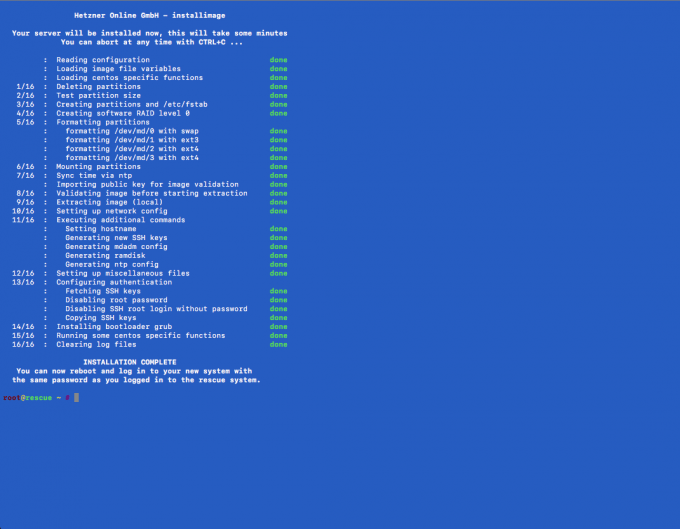 Hetzner Online GmbH - installimage
Your server will be installed now, this will take some minutes
You can abort at any time with CTRL+C ...
: Reading configuration done
: Loading image file variables done
: Loading centos specific functions done
1/16 : Deleting partitions done
2/16 : Test partition size done
3/16 : Creating partitions and /etc/fstab done
4/16 : Creating software RAID level 0 done
5/16 : Formatting partitions
: formatting /dev/md/0 with swap done
: formatting /dev/md/1 with ext3 done
: formatting /dev/md/2 with ext4 done
: formatting /dev/md/3 with ext4 done
6/16 : Mounting partitions done
7/16 : Sync time via ntp done
: Importing public key for image validation done
8/16 : Validating image before starting extraction done
9/16 : Extracting image (local) done
10/16 : Setting up network config done
11/16 : Executing additional commands
: Setting hostname done
: Generating new SSH keys done
: Generating mdadm config done
: Generating ramdisk done
: Generating ntp config done
12/16 : Setting up miscellaneous files done
13/16 : Configuring authentication
: Fetching SSH keys done
: Disabling root password done
: Disabling SSH root login without password done
: Copying SSH keys done
14/16 : Installing bootloader grub done
15/16 : Running some centos specific functions done
16/16 : Clearing log files done
INSTALLATION COMPLETE
You can now reboot and log in to your new system with
the same password as you logged in to the rescue system.
root@rescue ~ #